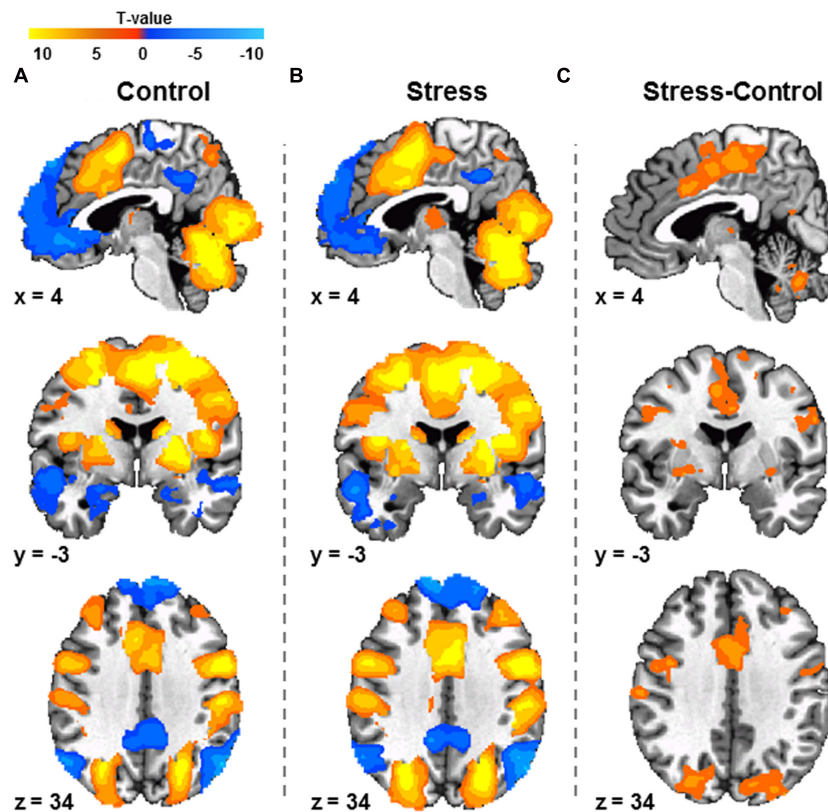 T-value
10 5 0 -5 -10
A Control B Stress C Stress-Control
x = 4 x = 4 x = 4
y = -3 y = -3 y = -3
z = 34 z = 34 z = 34